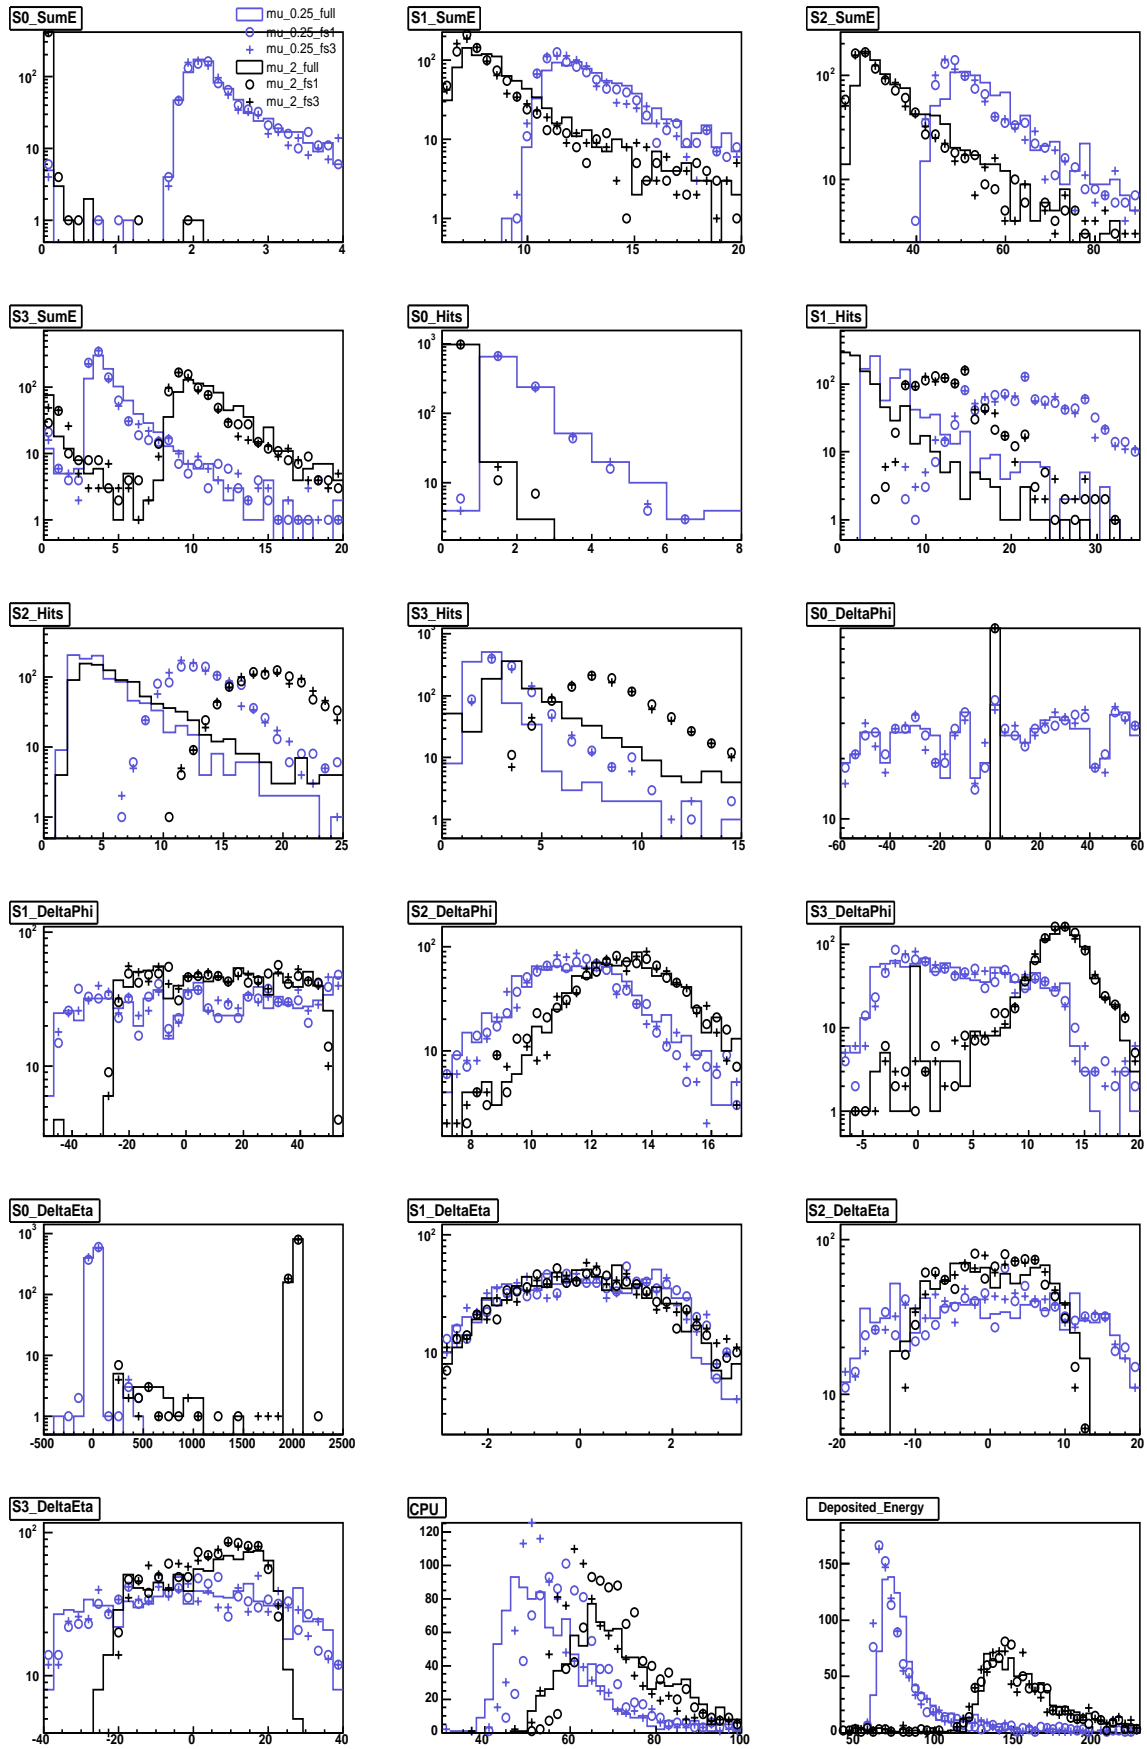 S0_SumE
mu_0.25_full
mu_0.25_fs1
mu_0.25_fs3
mu_2_full
mu_2_fs1
mu_2_fs3
10²
10
1
0 1 2 3 4
S1_SumE
10²
10
1
10 15 20
S2_SumE
10²
10
40 60 80
S3_SumE
10²
10
1
0 5 10 15 20
S0_Hits
10³
10²
10
0 2 4 6 8
S1_Hits
10²
10
1
0 10 20 30
S2_Hits
10²
10
1
0 5 10 15 20 25
S3_Hits
10³
10²
10
1
0 5 10 15
S0_DeltaPhi
10
-60 -40 -20 0 20 40 60
S1_DeltaPhi
10²
10
-40 -20 0 20 40
S2_DeltaPhi
10²
10
8 10 12 14 16
S3_DeltaPhi
10²
10
1
-5 0 5 10 15 20
S0_DeltaEta
10³
10²
10
1
-500 0 500 1000 1500 2000 2500
S1_DeltaEta
10²
10
-2 0 2
S2_DeltaEta
10²
10
-20 -10 0 10 20
S3_DeltaEta
10²
10
-40 -20 0 20 40
CPU
120
100
80
60
40
20
0
40 60 80 100
Deposited_Energy
150
100
50
0
50 100 150 200